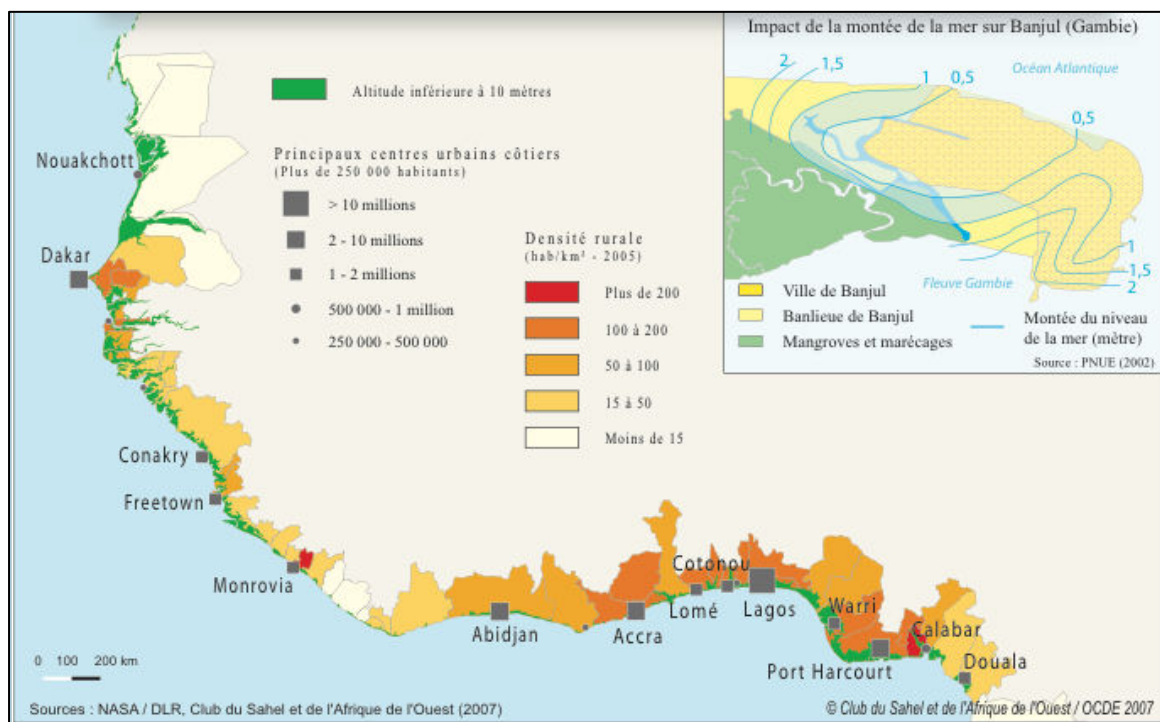 Impact de la montée de la mer sur Banjul (Gambie)
2
1,5
1
0,5
Océan Atlantique
0,5
1
1,5
2
Fleuve Gambie
Ville de Banjul
Banlieue de Banjul
Mangroves et marécages
Montée du niveau
de la mer (mètre)
Source : PNUE (2002)
Altitude inférieure à 10 mètres
Principaux centres urbains côtiers
(Plus de 250 000 habitants)
> 10 millions
2 - 10 millions
1 - 2 millions
500 000 - 1 million
250 000 - 500 000
Densité rurale
(hab/km² - 2005)
Plus de 200
100 à 200
50 à 100
15 à 50
Moins de 15
Nouakchott
Dakar
Conakry
Freetown
Monrovia
Abidjan
Accra
Lomé
Cotonou
Lagos
Warri
Port Harcourt
Calabar
Douala
0 100 200 km
Sources : NASA / DLR, Club du Sahel et de l'Afrique de l'Ouest (2007)
© Club du Sahel et de l'Afrique de l'Ouest / OCDE 2007